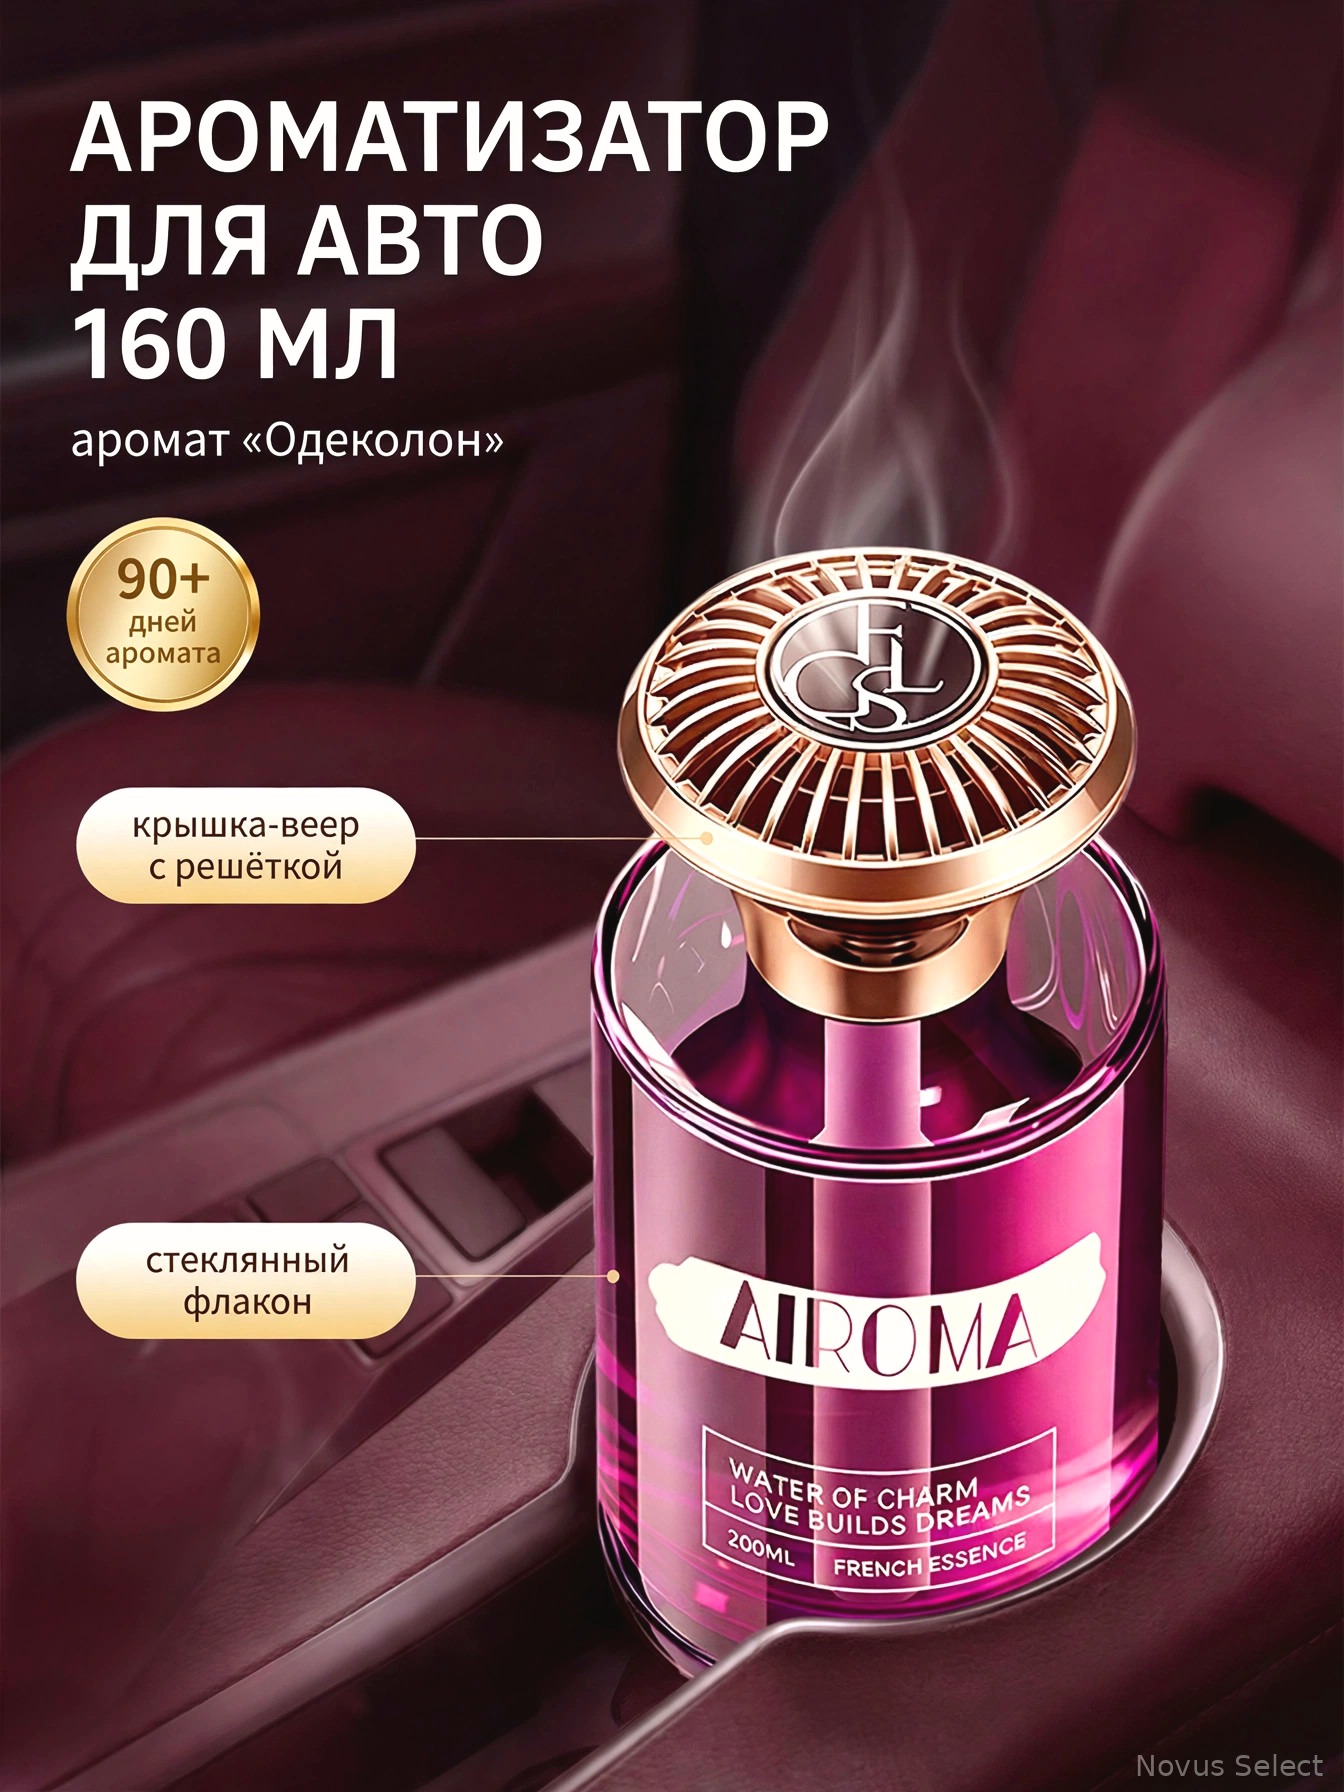 АРОМАТИЗАТОР
ДЛЯ АВТО
160 МЛ
аромат «Одеколон»
90+
дней
аромата
крышка-веер
с решёткой
стеклянный
флакон
AIROMA
WATER OF CHARM
LOVE BUILDS DREAMS
200ML FRENCH ESSENCE
Novus Select